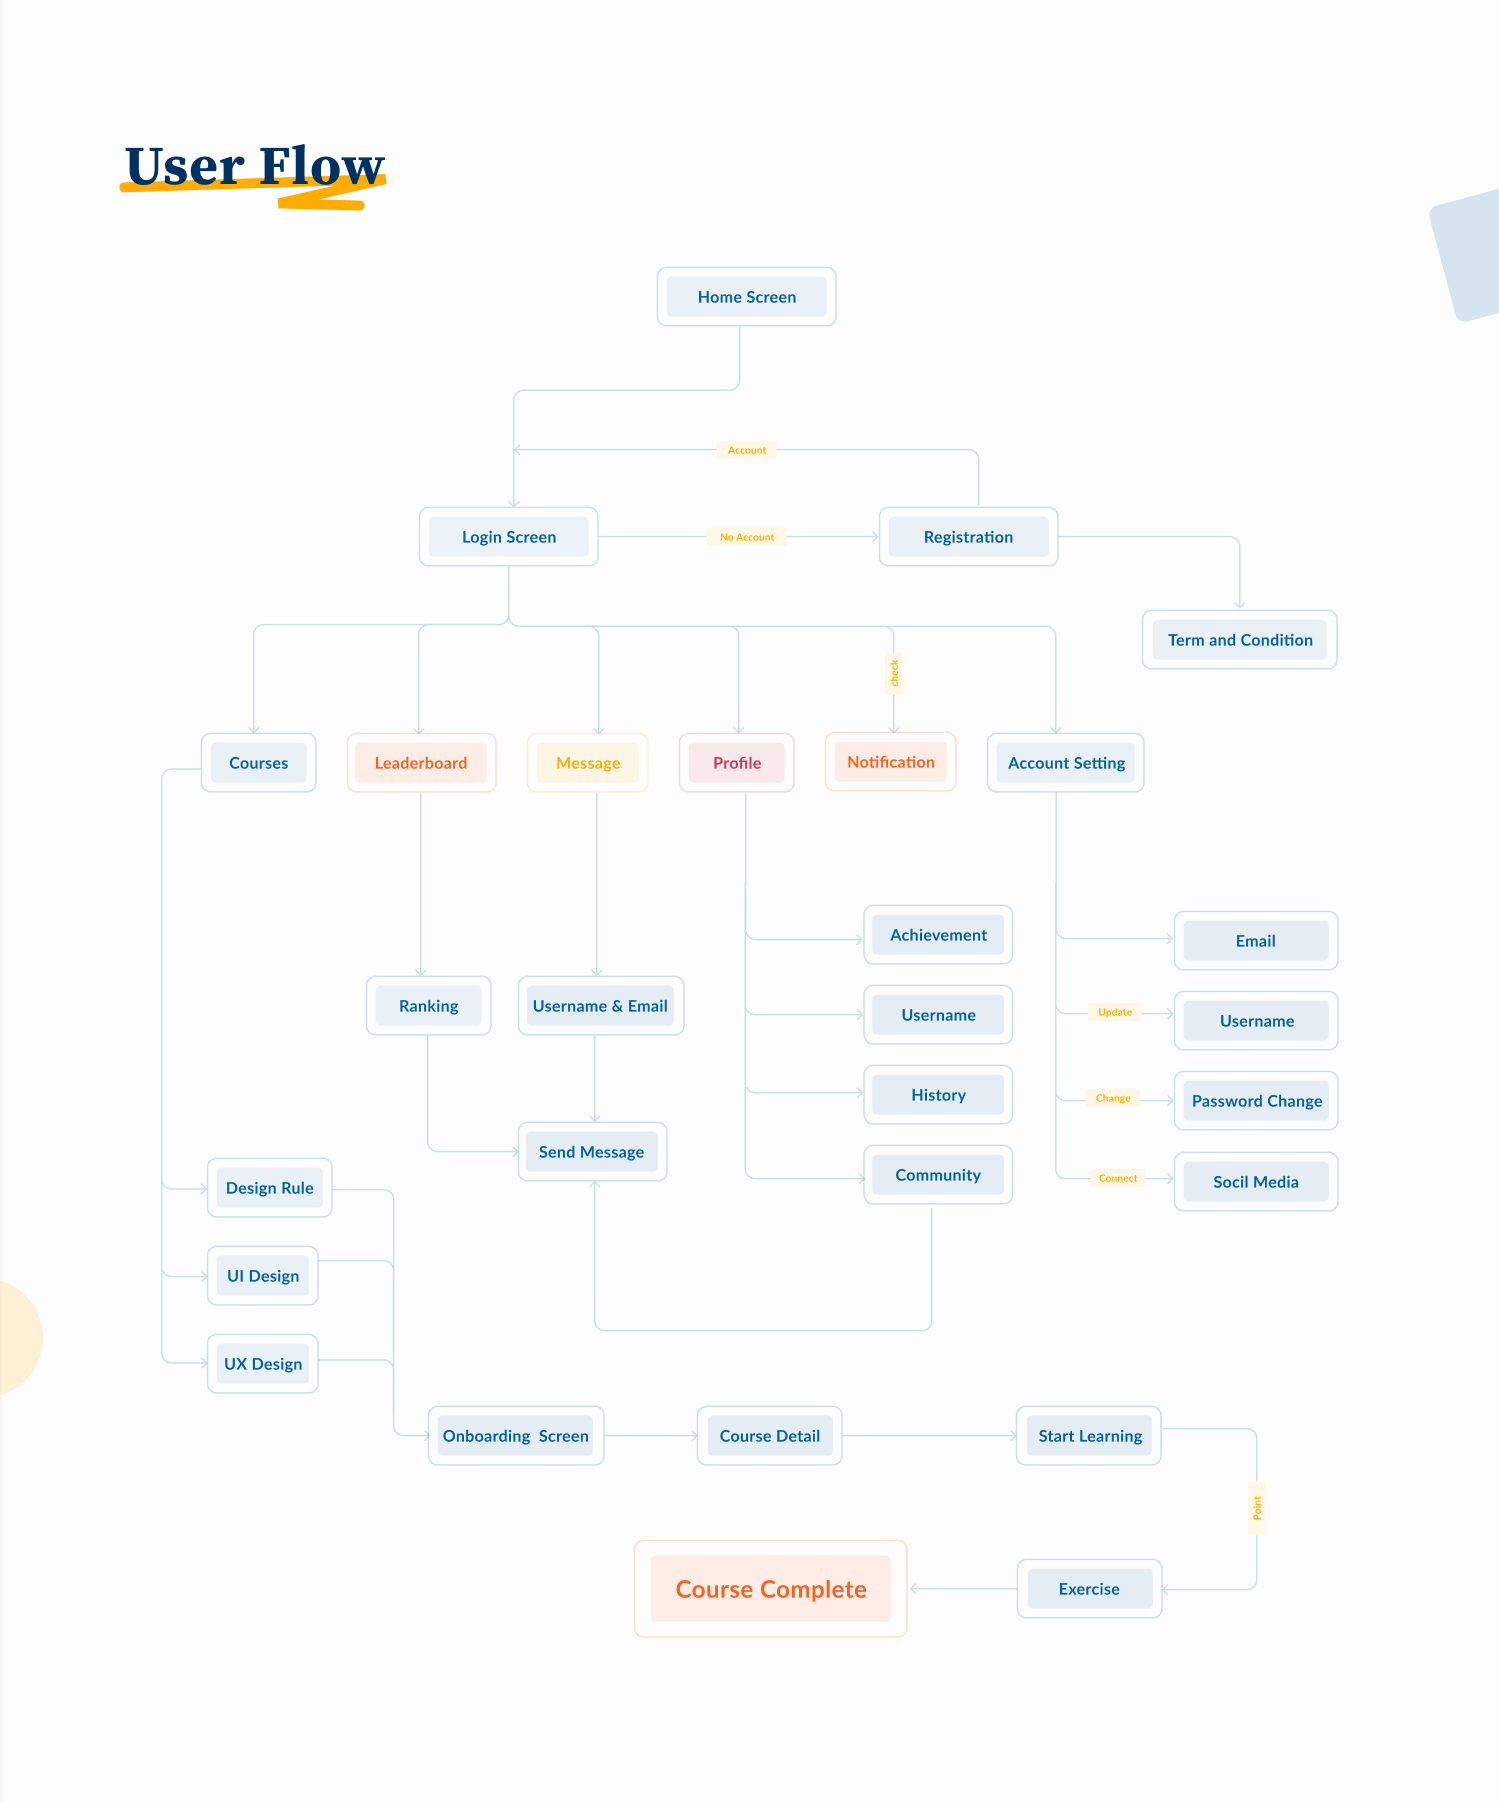 User Flow
Home Screen
Account
Login Screen
No Account
Registration
Term and Condition
check
Courses
Leaderboard
Message
Profile
Notification
Account Setting
Achievement
Email
Ranking
Username & Email
Username
Update
Username
History
Change
Password Change
Send Message
Community
Connect
Socil Media
Design Rule
UI Design
UX Design
Onboarding  Screen
Course Detail
Start Learning
Point
Course Complete
Exercise